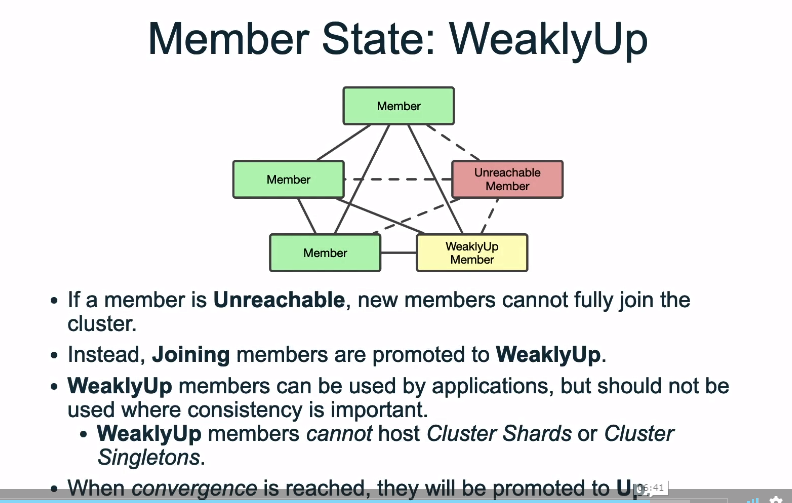 Member State: WeaklyUp
Member
Member
Unreachable
Member
Member
WeaklyUp
Member
• If a member is Unreachable, new members cannot fully join the
cluster.
• Instead, Joining members are promoted to WeaklyUp.
• WeaklyUp members can be used by applications, but should not be
used where consistency is important.
• WeaklyUp members cannot host Cluster Shards or Cluster
Singletons.
• When convergence is reached, they will be promoted to Up.